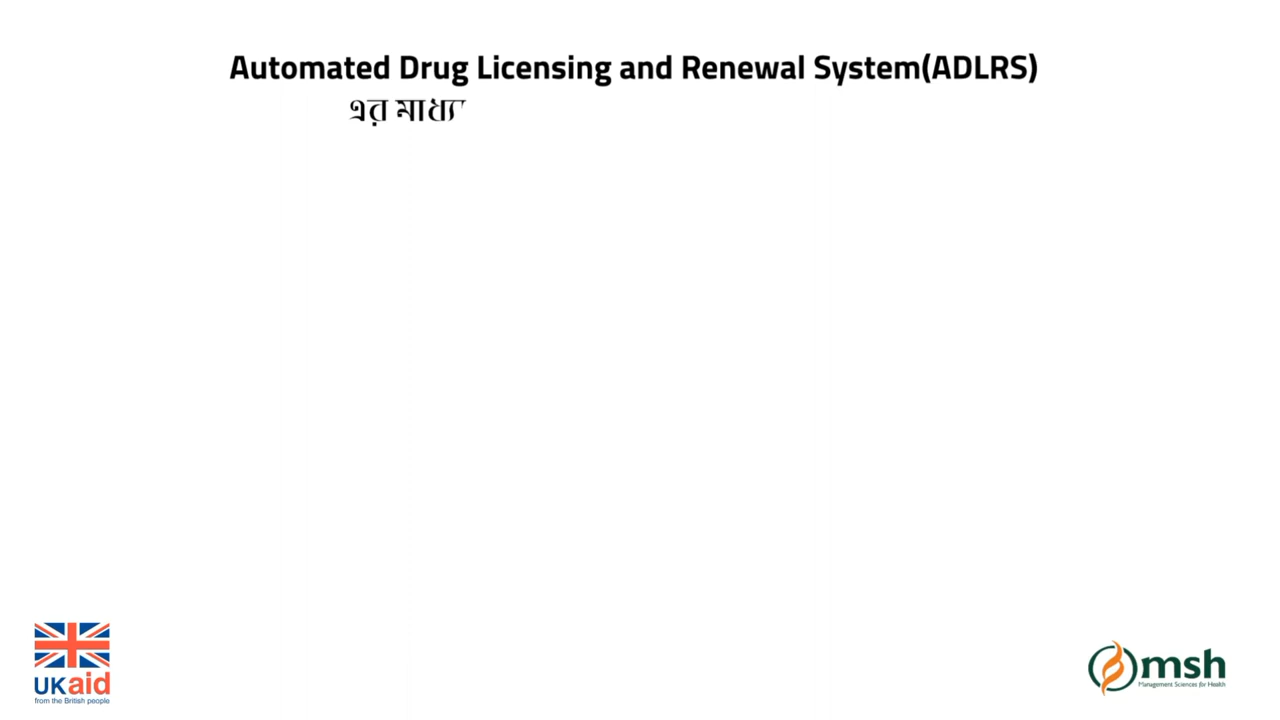 Automated Drug Licensing and Renewal System(ADLRS)
এর
UKaid
from the British people
msh
Management Sciences for Health